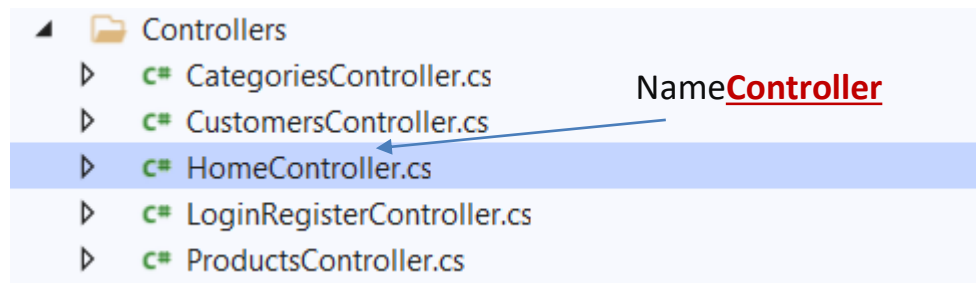 Controllers
C# CategoriesController.cs
NameController
C# CustomersController.cs
C# HomeController.cs
C# LoginRegisterController.cs
C# ProductsController.cs